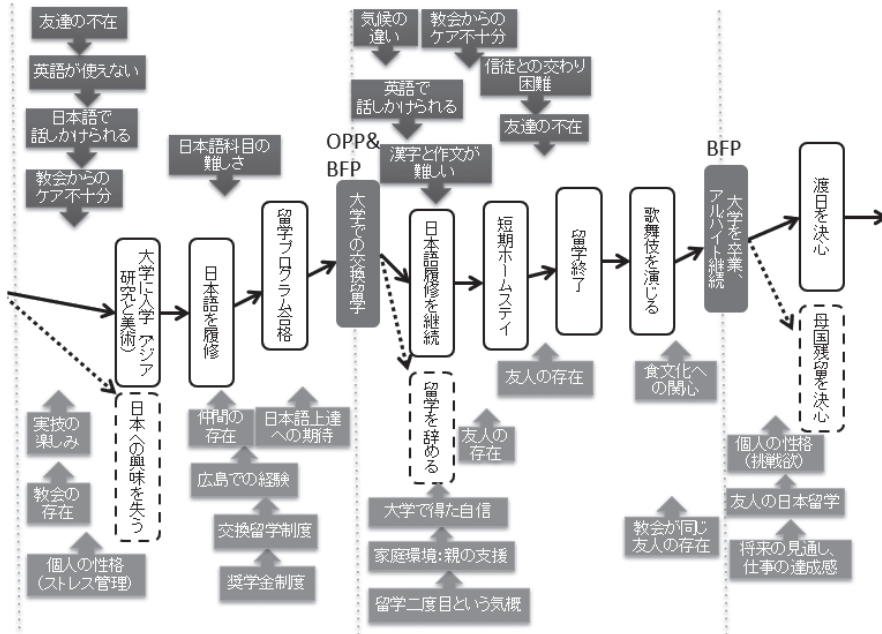 友達の不在
英語が使えない
日本語で
話しかけられる
教会からの
ケア不十分
日本語科目の
難しさ
気候の
違い
教会からの
ケア不十分
英語で
話しかけられる
信徒との交わり
困難
友達の不在
漢字と作文が
難しい
OPP&
BFP
BFP
大学に入学(アジア
研究と美術)
日本語を履修
留学プログラム合格
大学での交換留学
日本語履修を継続
短期ホームステイ
留学終了
歌舞伎を演じる
大学を卒業、
アルバイト継続
渡日を決心
日本への興味を失う
留学を辞める
母国残留を決心
実技の
楽しみ
教会の
存在
個人の性格
(ストレス管理)
仲間の
存在
日本語上達
への期待
広島での経験
交換留学制度
奨学金制度
友人の
存在
友人の存在
大学で得た自信
家庭環境:親の支援
留学二度目という気概
食文化へ
の関心
教会が同じ
友人の存在
個人の性格
(挑戦欲)
友人の日本留学
将来の見通し、
仕事の達成感